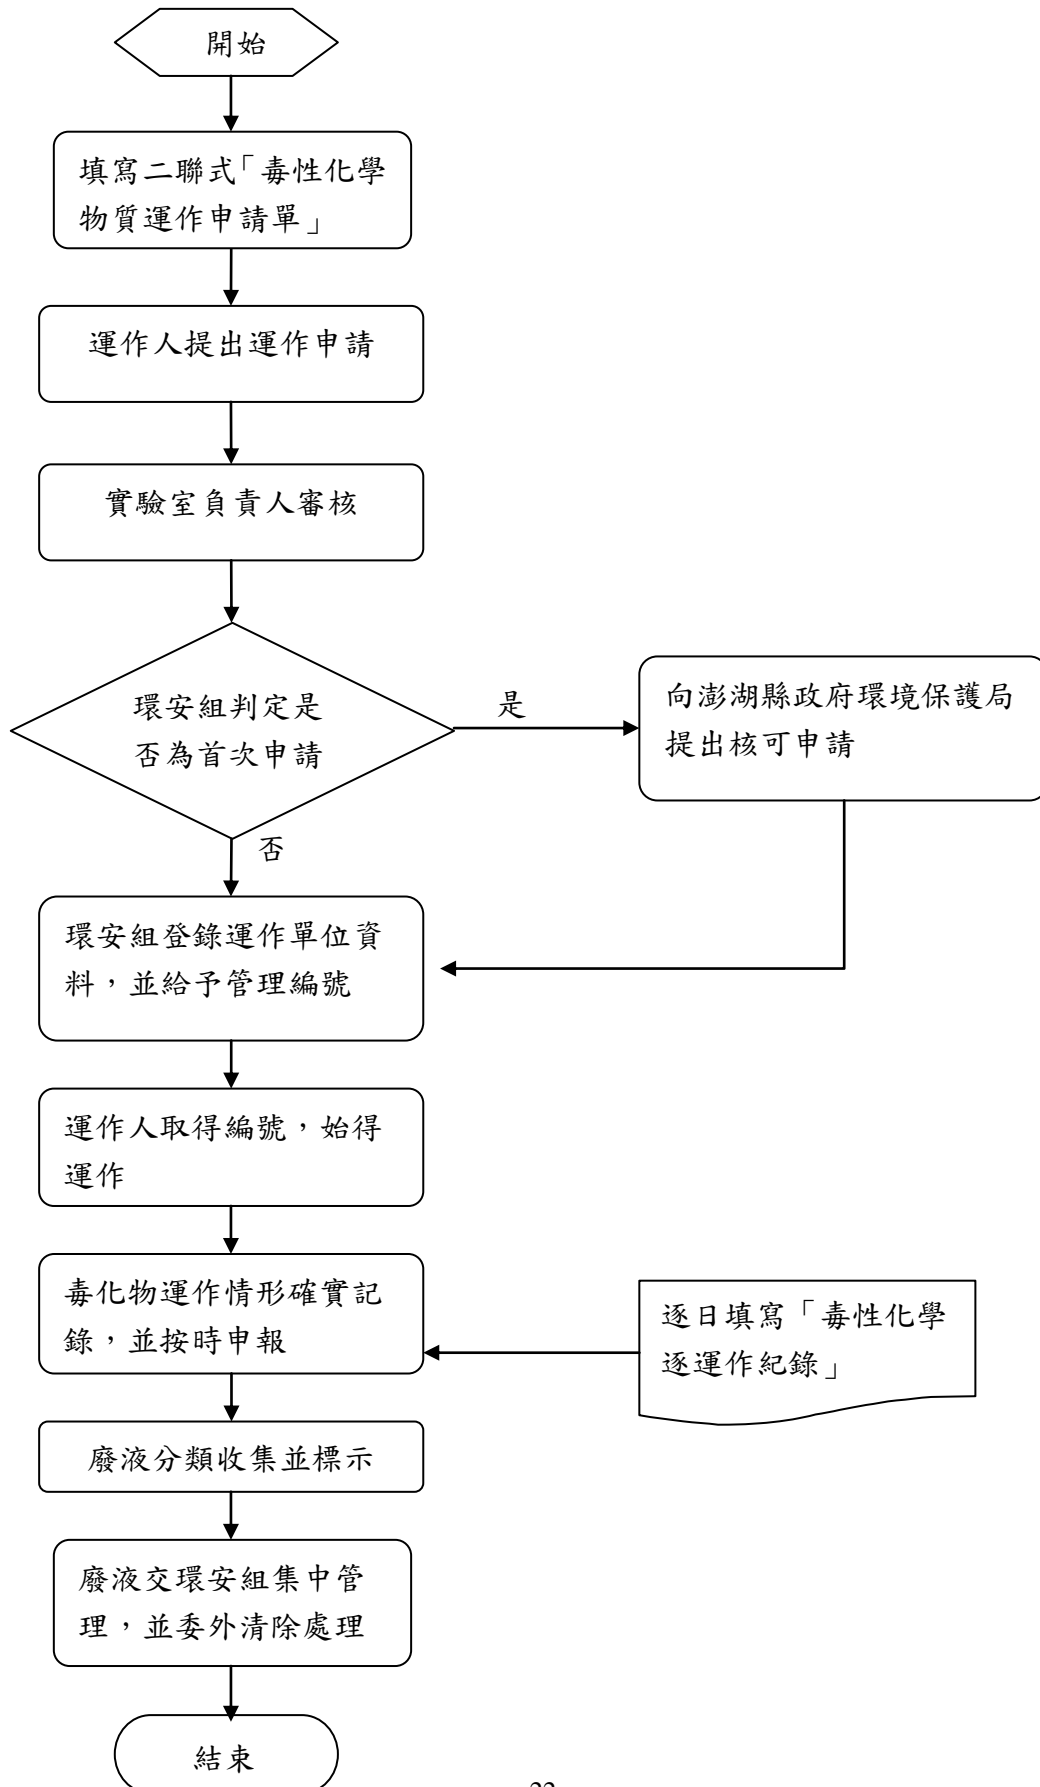 開始
填寫二聯式「毒性化學
物質運作申請單」
運作人提出運作申請
實驗室負責人審核
環安組判定是
否為首次申請
是
向澎湖縣政府環境保護局
提出核可申請
否
環安組登錄運作單位資
料，並給予管理編號
運作人取得編號，始得
運作
毒化物運作情形確實記
錄，並按時申報
逐日填寫「毒性化學
逐運作紀錄」
廢液分類收集並標示
廢液交環安組集中管
理，並委外清除處理
結束